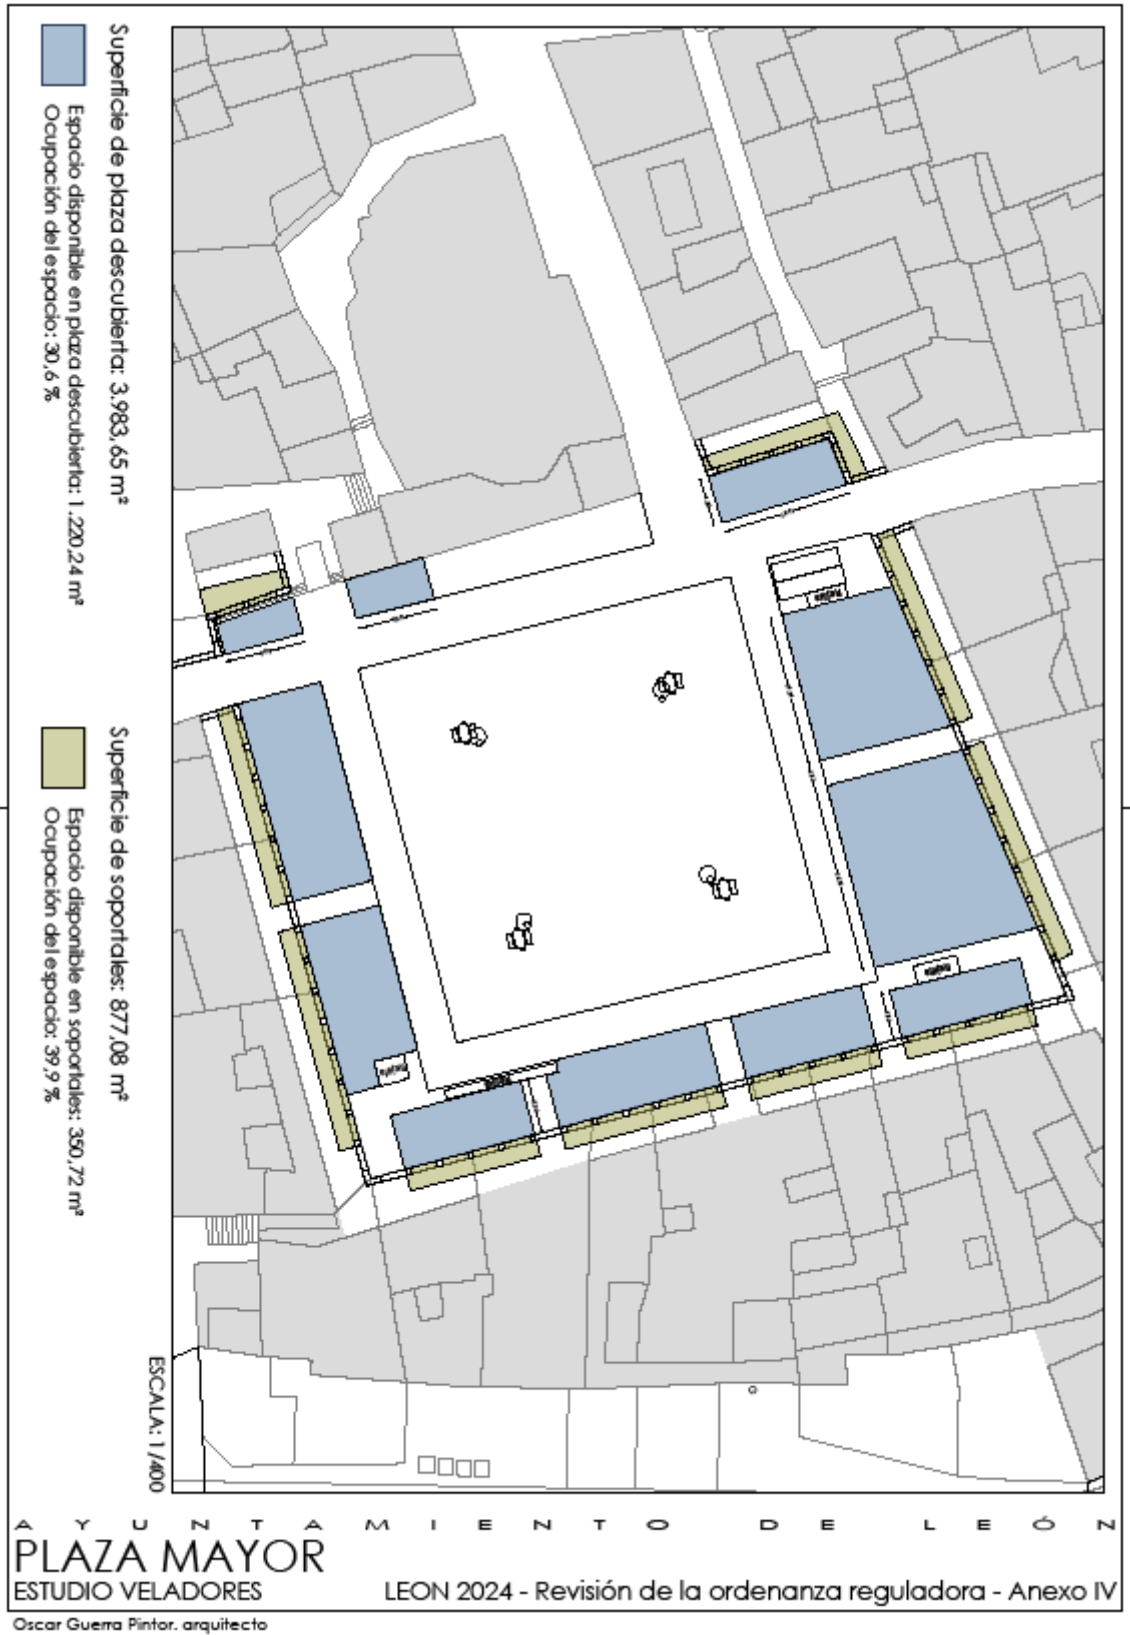 Superficie de plaza descubierta: 3.983,65 m²
Espacio disponible en plaza descubierta: 1.220,24 m²
Ocupación del espacio: 30,6 %
Superficie de soportales: 877,08 m²
Espacio disponible en soportales: 350,72 m²
Ocupación del espacio: 39,9 %
ESCALA: 1/400
AYUNTAMIENTO DE LEON
PLAZA MAYOR
ESTUDIO VELADORES
LEON 2024 - Revisión de la ordenanza reguladora - Anexo IV
Oscar Guerra Pintor. arquitecto